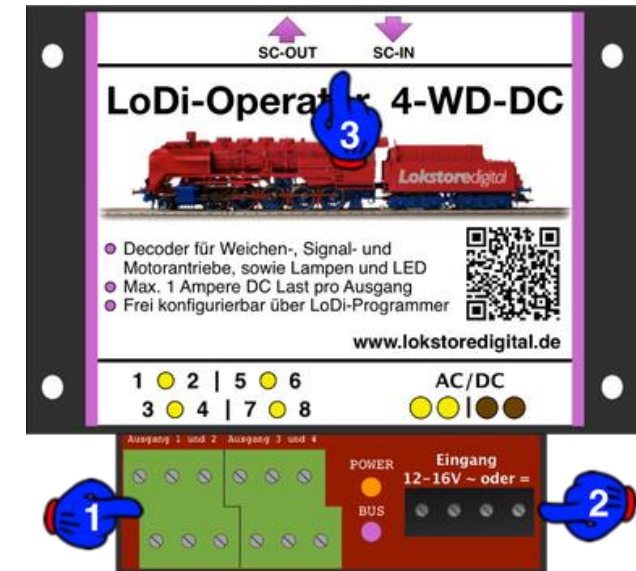 SC-OUT SC-IN
LoDi-Operator 4-WD-DC
3
Lokstoredigital
Decoder für Weichen-, Signal- und
Motorantriebe, sowie Lampen und LED
Max. 1 Ampere DC Last pro Ausgang
Frei konfigurierbar über LoDi-Programmer
www.lokstoredigital.de
1 2 | 5 6 AC/DC
3 4 | 7 8 |
Ausgang 1 und 2 Ausgang 3 und 4
POWER Eingang
12-16V ~ oder =
BUS
1 2